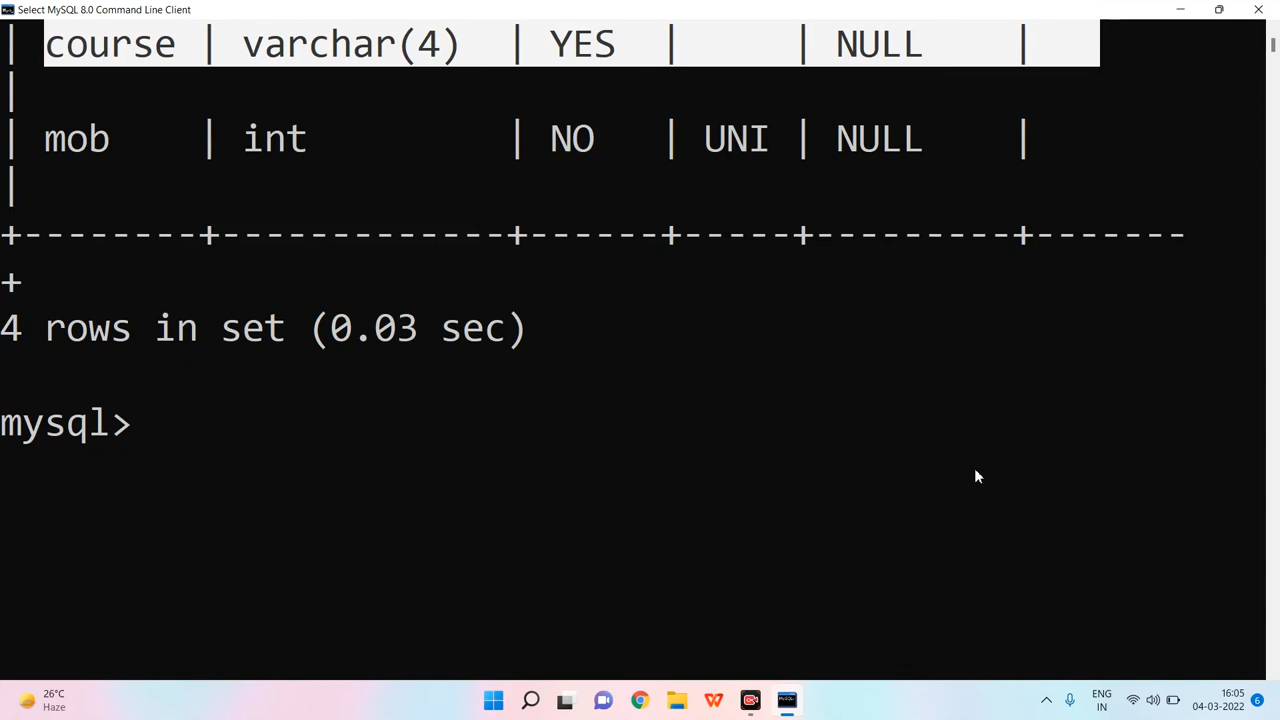 Select MySQL 8.0 Command Line Client
| course | varchar(4) | YES | | NULL |
|
| mob | int | NO | UNI | NULL |
|
+--------+-------------+------+-----+---------+-------
+
4 rows in set (0.03 sec)
mysql>
26°C
Haze
ENG
IN
16:05
04-03-2022
6